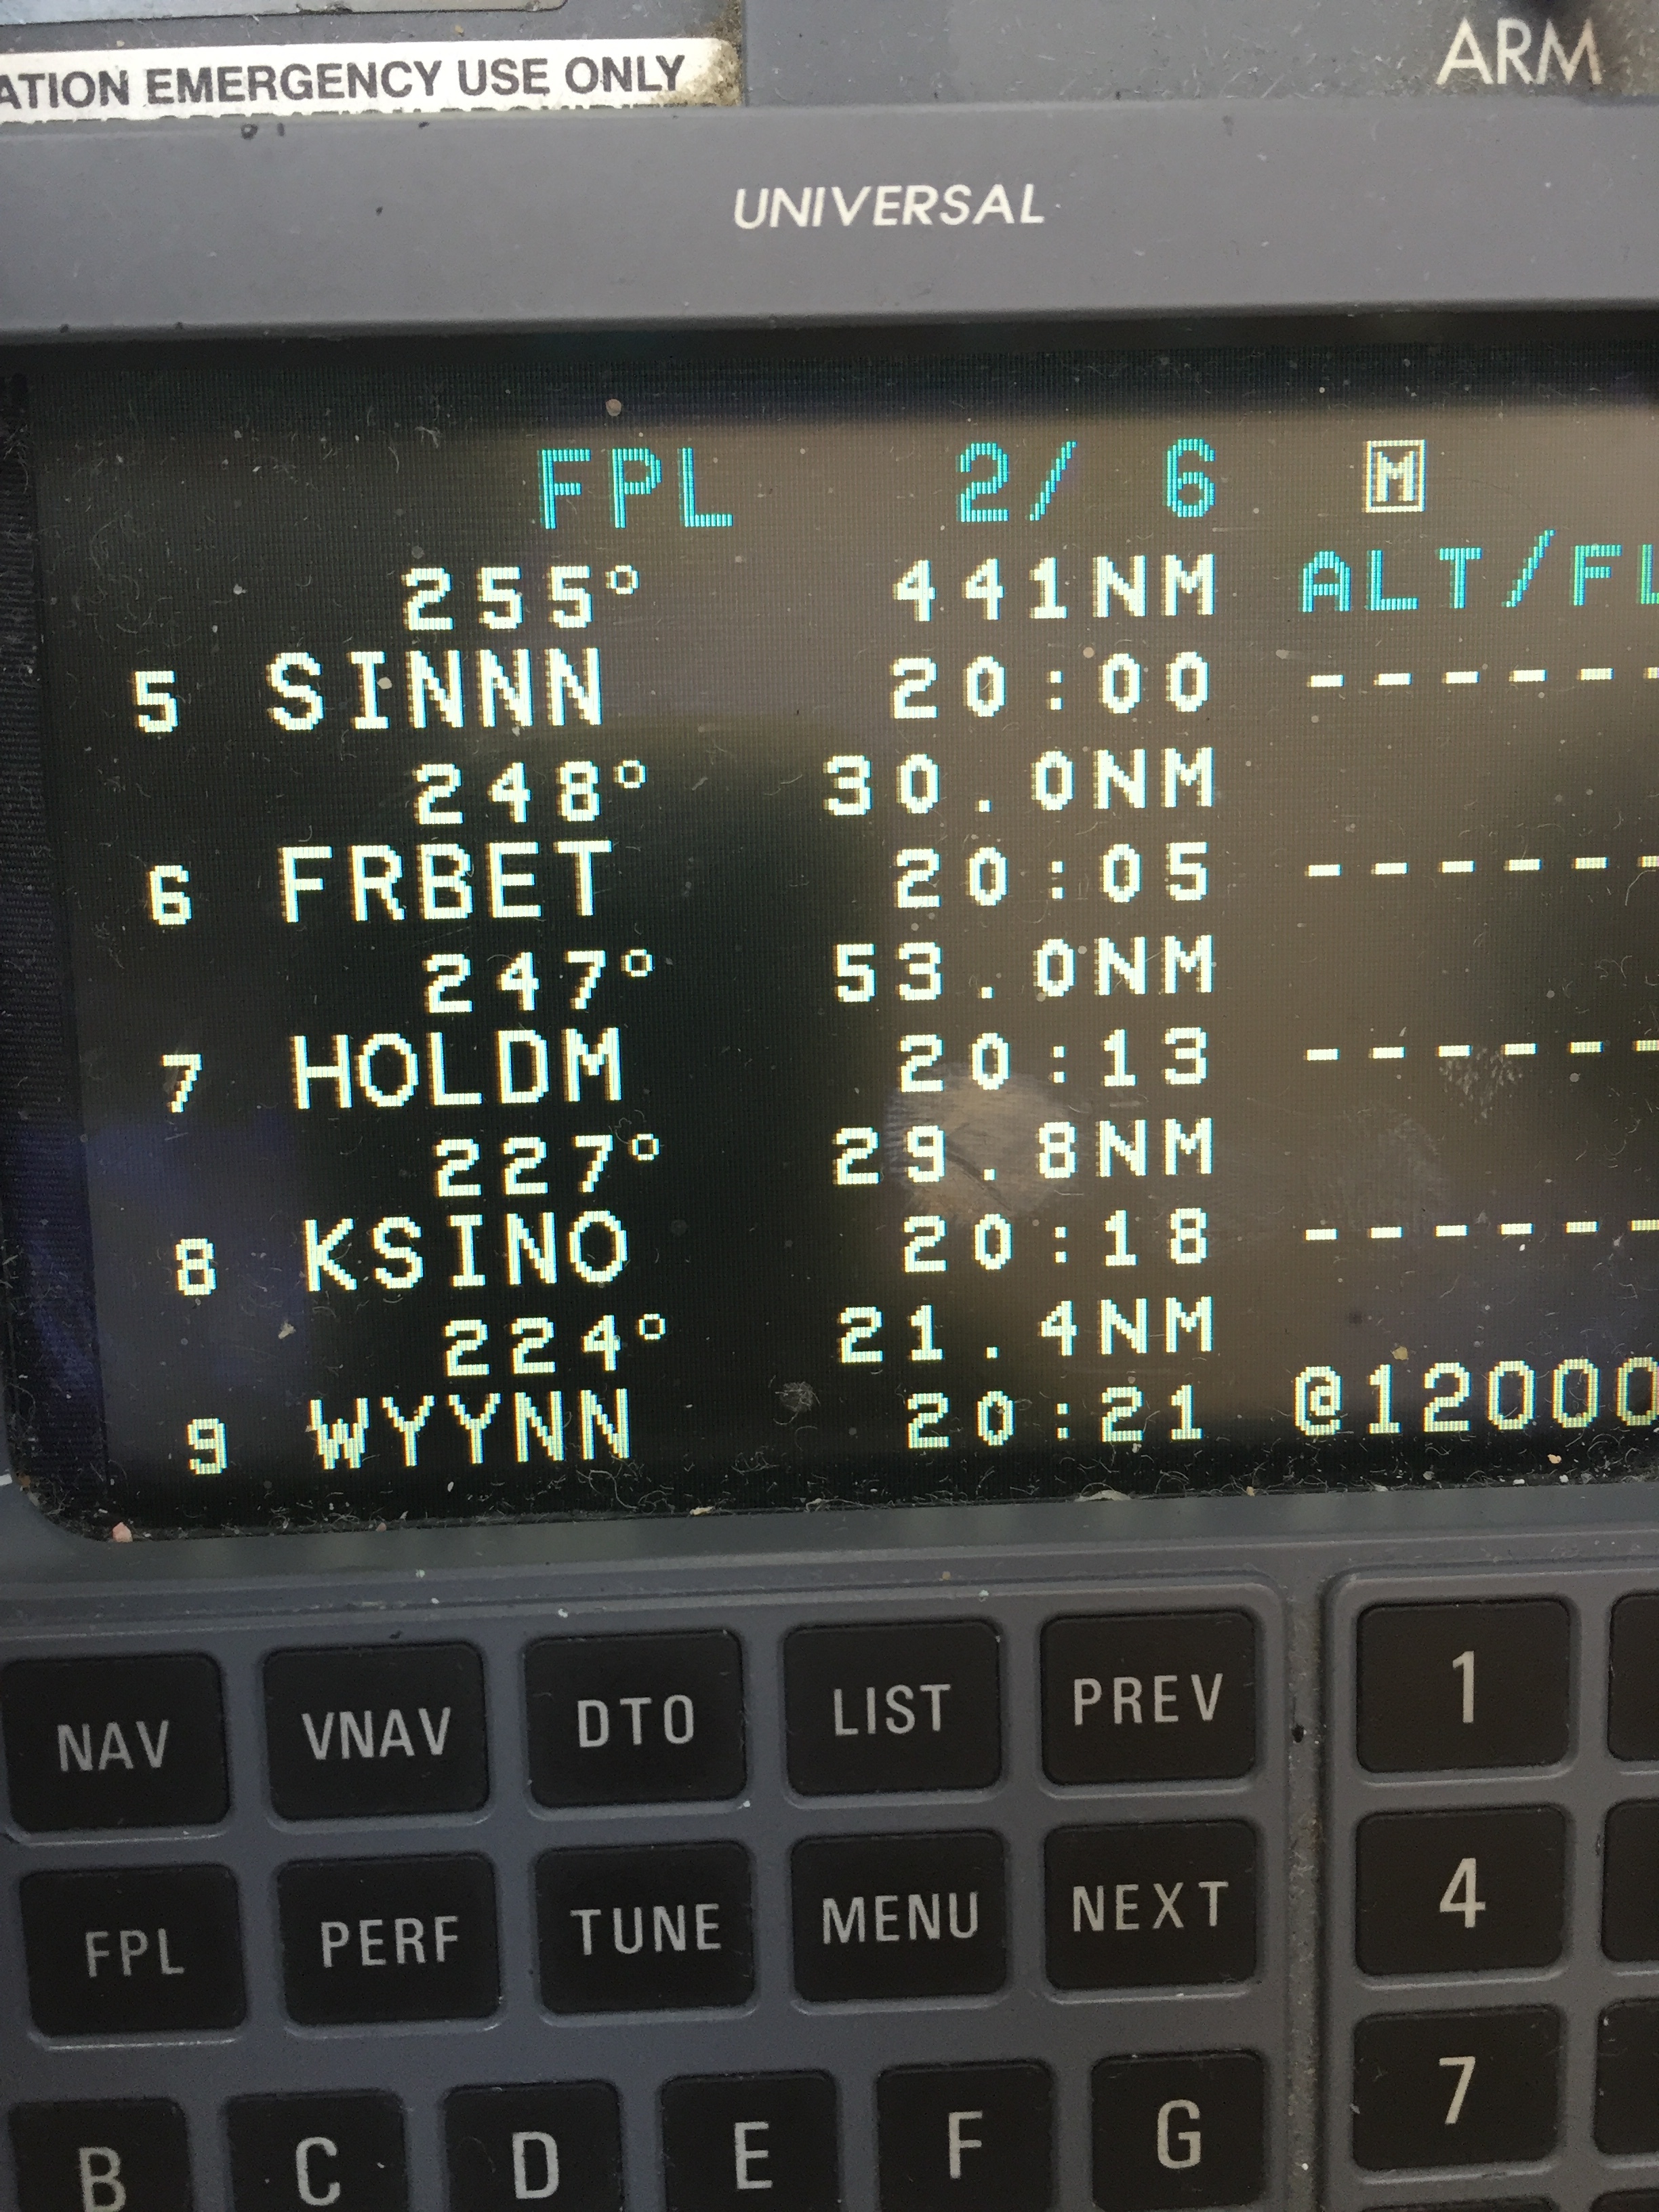 ATION EMERGENCY USE ONLY
ARM
UNIVERSAL
FPL 2/ 6 M
255° 441NM ALT/FL
5 SINNN 20:00 ------
248° 30.0NM
6 FRBET 20:05 ------
247° 53.0NM
7 HOLDM 20:13 ------
227° 29.8NM
8 KSINO 20:18 ------
224° 21.4NM
9 WYYNN 20:21 @12000
NAV VNAV DTO LIST PREV 1
FPL PERF TUNE MENU NEXT 4
7
B C D E F G